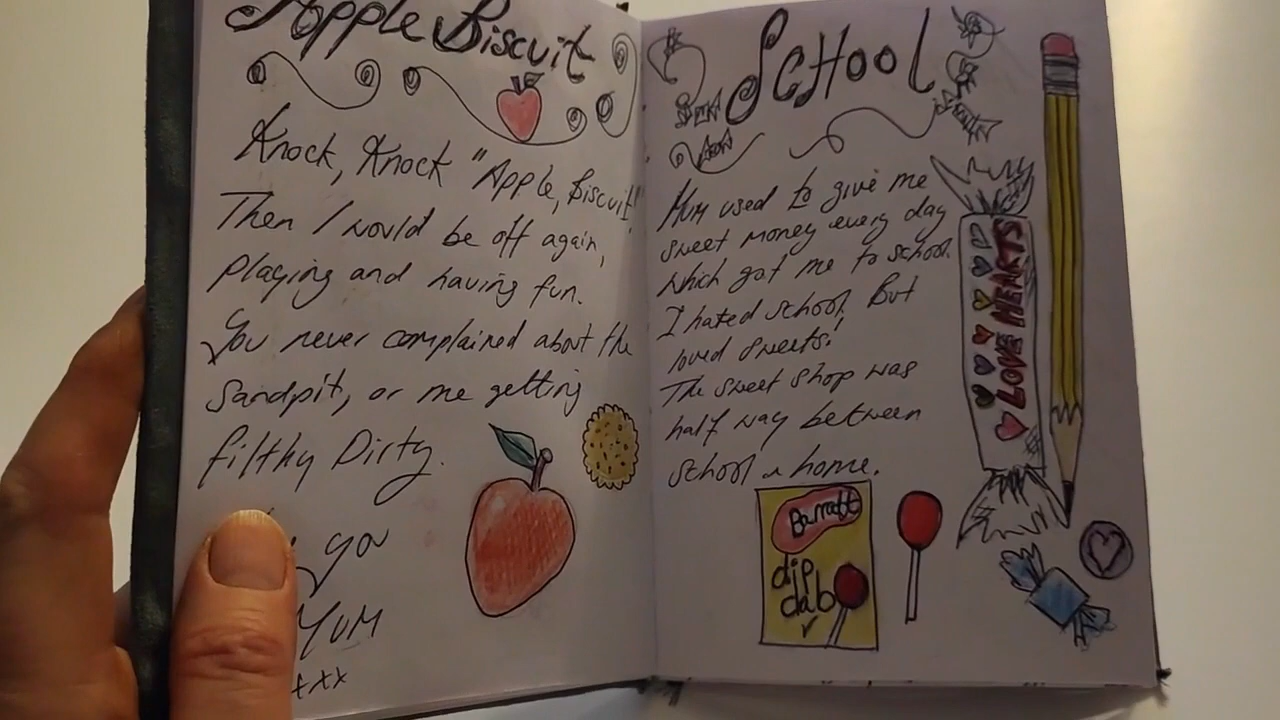 Apple Biscuit
Knock, Knock "Apple, Biscuit!"
Then I would be off again,
playing and having fun.
You never complained about the
Sandpit, or me getting
filthy Dirty.
you
MUM
xxx
SCHOOL
Mum used to give me
sweet money every day
which got me to school.
I hated school, But
loved sweets!
The sweet shop was
half way between
school & home.
LOVE HEARTS
Barratt
dip
dab